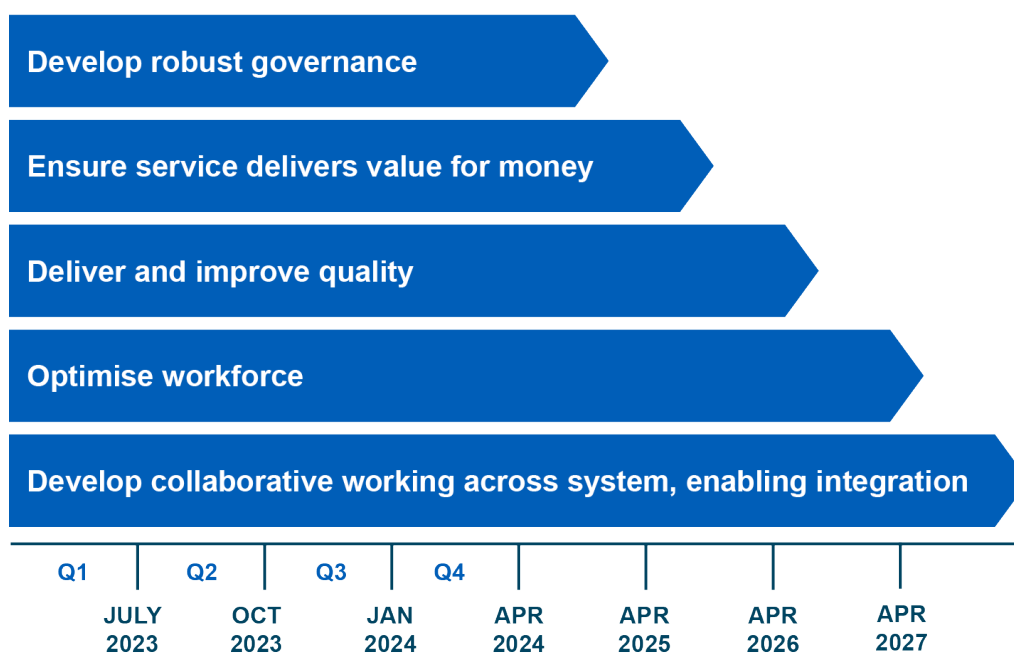 Develop robust governance
Ensure service delivers value for money
Deliver and improve quality
Optimise workforce
Develop collaborative working across system, enabling integration
Q1 Q2 Q3 Q4
JULY OCT JAN APR APR APR APR
2023 2023 2024 2024 2025 2026 2027